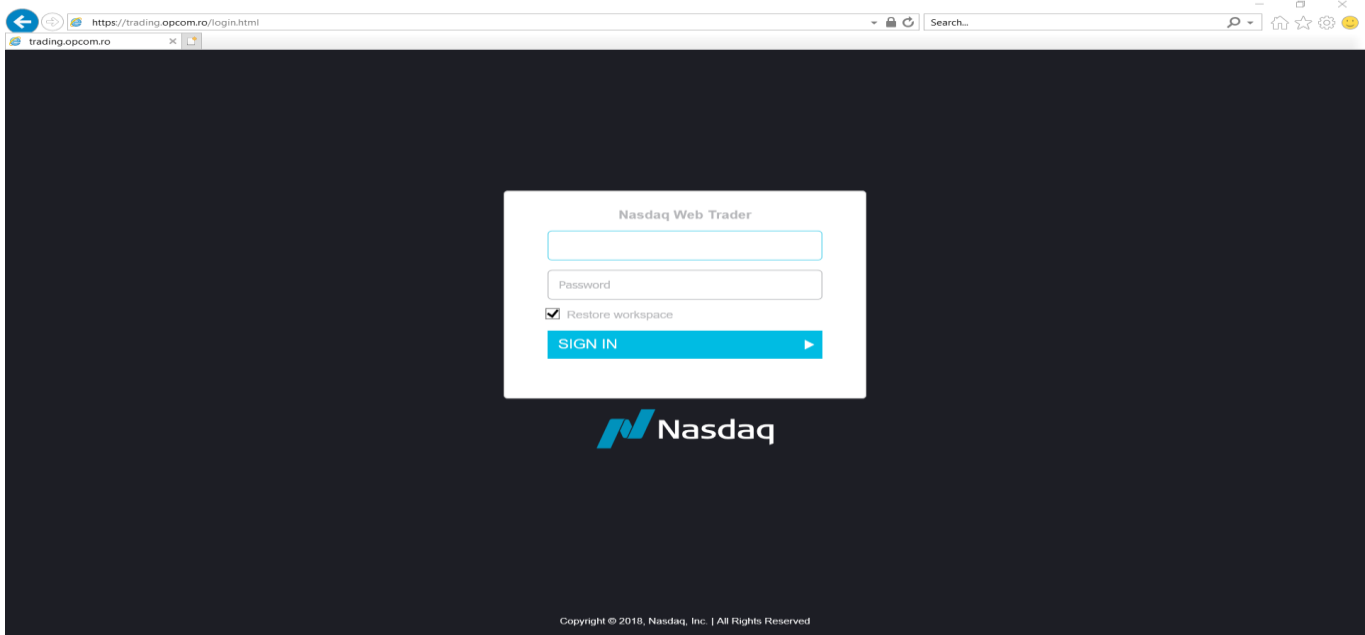 https://trading.opcom.ro/login.html
Search...
trading.opcom.ro
Nasdaq Web Trader
Password
Restore workspace
SIGN IN
Nasdaq
Copyright © 2018, Nasdaq, Inc. | All Rights Reserved